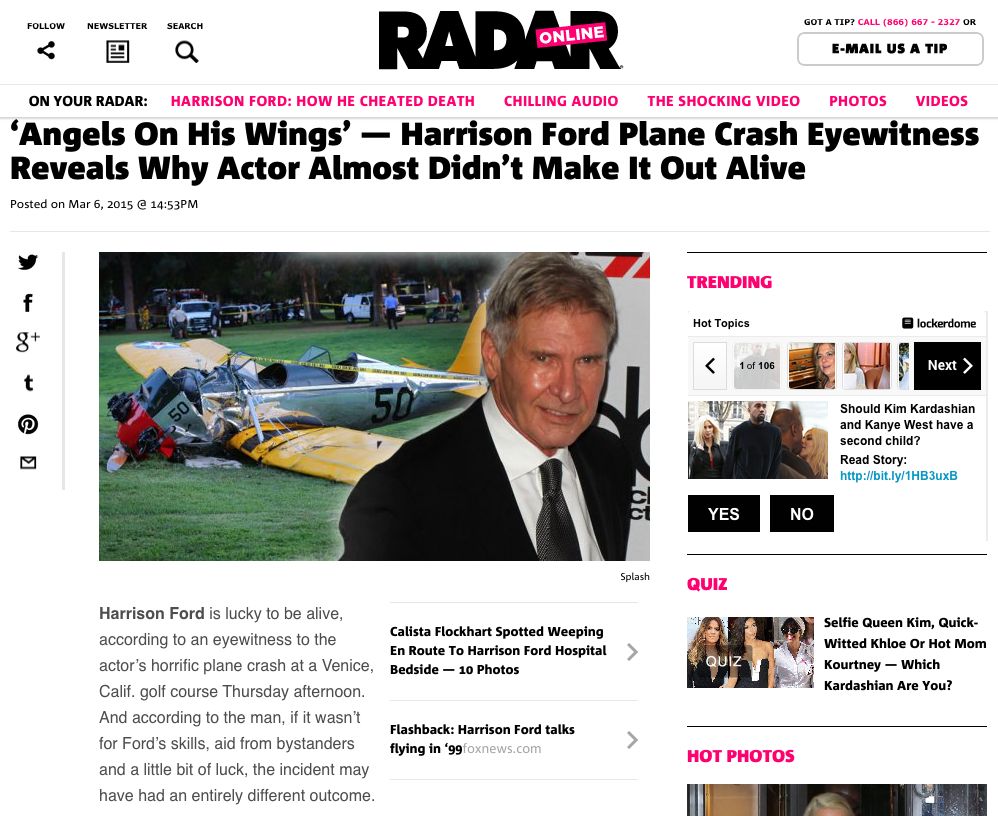 FOLLOW
NEWSLETTER
SEARCH
RADAR
ONLINE
GOT A TIP? CALL (866) 667 - 2327 OR
E-MAIL US A TIP
ON YOUR RADAR: HARRISON FORD: HOW HE CHEATED DEATH CHILLING AUDIO THE SHOCKING VIDEO PHOTOS VIDEOS
‘Angels On His Wings’ — Harrison Ford Plane Crash Eyewitness
Reveals Why Actor Almost Didn’t Make It Out Alive
Posted on Mar 6, 2015 @ 14:53PM
50
50
Splash
Harrison Ford is lucky to be alive,
according to an eyewitness to the
actor’s horrific plane crash at a Venice,
Calif. golf course Thursday afternoon.
And according to the man, if it wasn’t
for Ford’s skills, aid from bystanders
and a little bit of luck, the incident may
have had an entirely different outcome.
Calista Flockhart Spotted Weeping
En Route To Harrison Ford Hospital
Bedside — 10 Photos
Flashback: Harrison Ford talks
flying in ‘99foxnews.com
TRENDING
Hot Topics
lockerdome
1 of 106
Next
Should Kim Kardashian
and Kanye West have a
second child?
Read Story:
http://bit.ly/1HB3uxB
YES
NO
QUIZ
QUIZ
Selfie Queen Kim, Quick-
Witted Khloe Or Hot Mom
Kourtney — Which
Kardashian Are You?
HOT PHOTOS